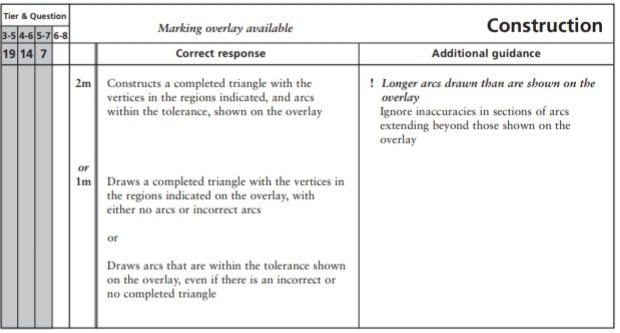 Tier & Question
3-5 4-6 5-7 6-8
Marking overlay available
Construction
19 14 7
Correct response
Additional guidance
2m Constructs a completed triangle with the
vertices in the regions indicated, and arcs
within the tolerance, shown on the overlay
! Longer arcs drawn than are shown on the
overlay
Ignore inaccuracies in sections of arcs
extending beyond those shown on the
overlay
or
1m Draws a completed triangle with the vertices in
the regions indicated on the overlay, with
either no arcs or incorrect arcs
or
Draws arcs that are within the tolerance shown
on the overlay, even if there is an incorrect or
no completed triangle